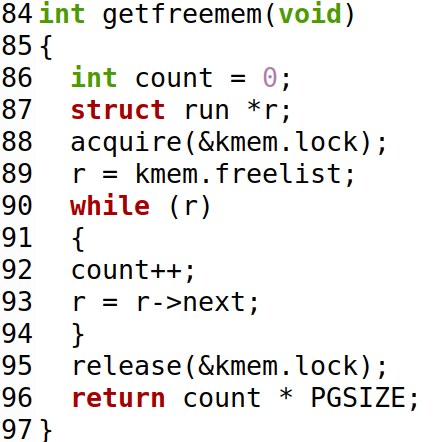 84 int getfreemem(void)
85 {
86   int count = 0;
87   struct run *r;
88   acquire(&kmem.lock);
89   r = kmem.freelist;
90   while (r)
91   {
92   count++;
93   r = r->next;
94   }
95   release(&kmem.lock);
96   return count * PGSIZE;
97 }